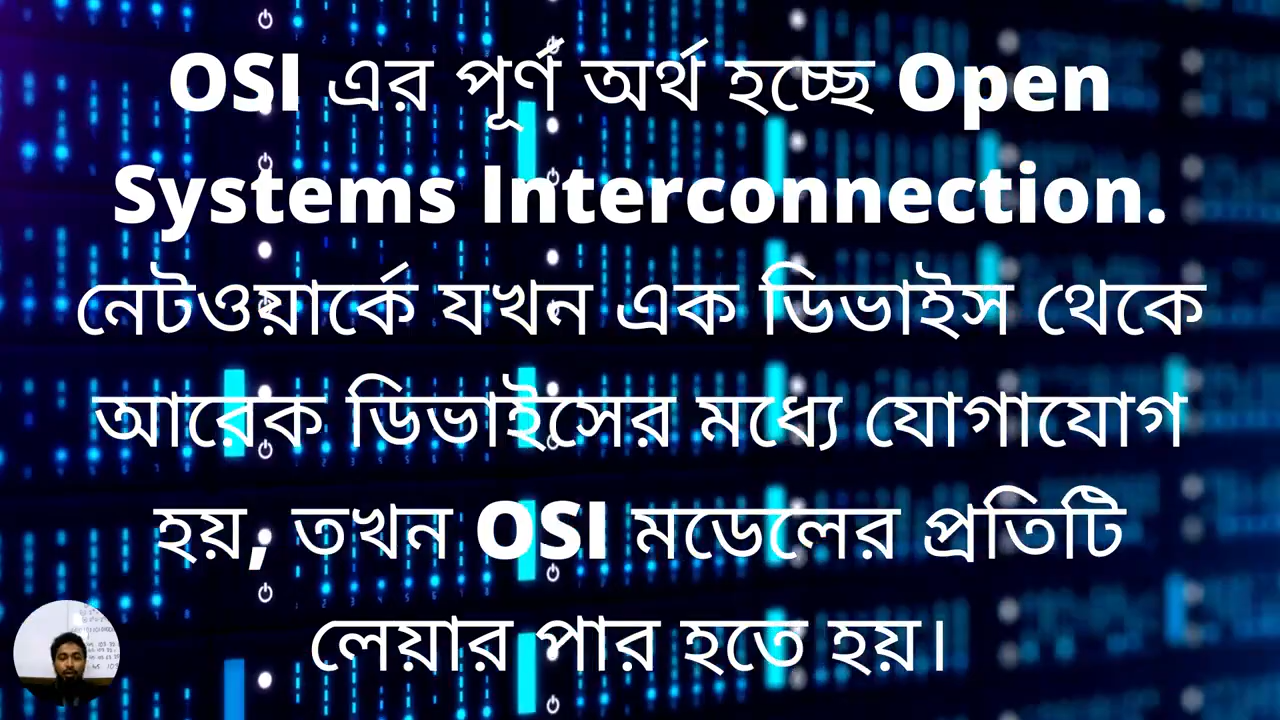 OSI এর পূর্ণ অর্থ হচ্ছে Open
Systems Interconnection.
নেটওয়ার্কে যখন এক ডিভাইস থেকে
আরেক ডিভাইসের মধ্যে যোগাযোগ
হয়, তখন OSI মডেলের প্রতিটি
লেয়ার পার হতে হয়।